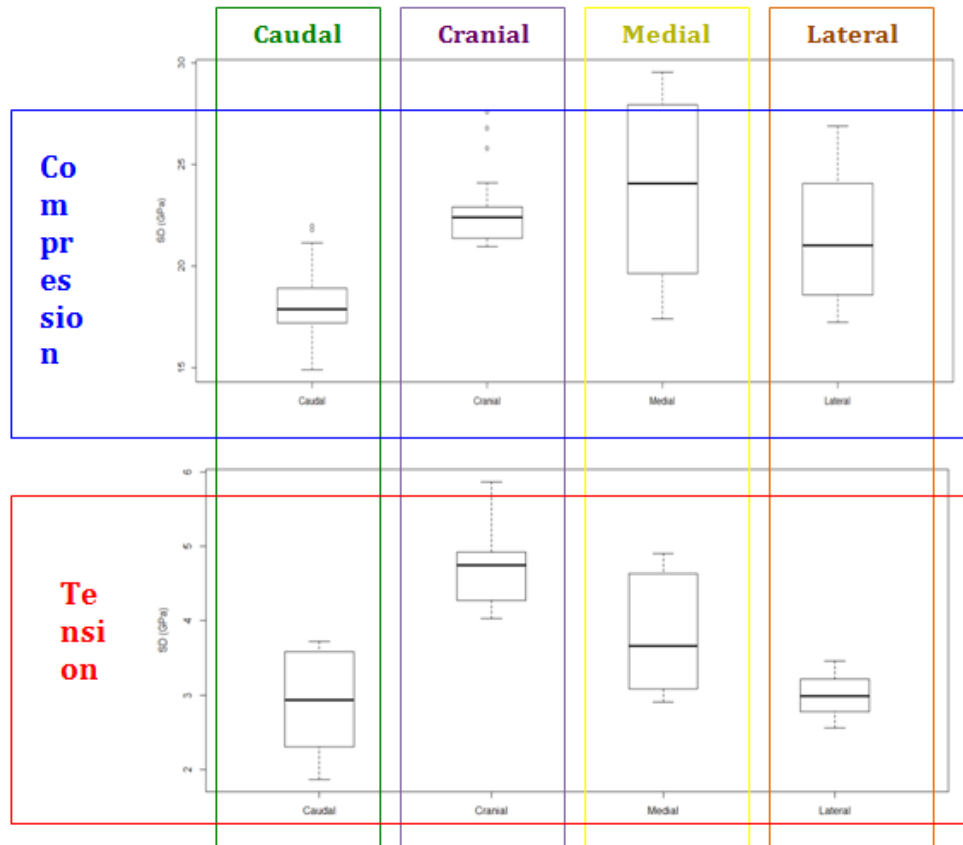 Caudal
Cranial
Medial
Lateral
Co
m
pr
es
sio
n
SD (GPa)
30
25
20
15
Caudal
Cranial
Medial
Lateral
Te
nsi
on
SD (GPa)
6
5
4
3
2
Caudal
Cranial
Medial
Lateral